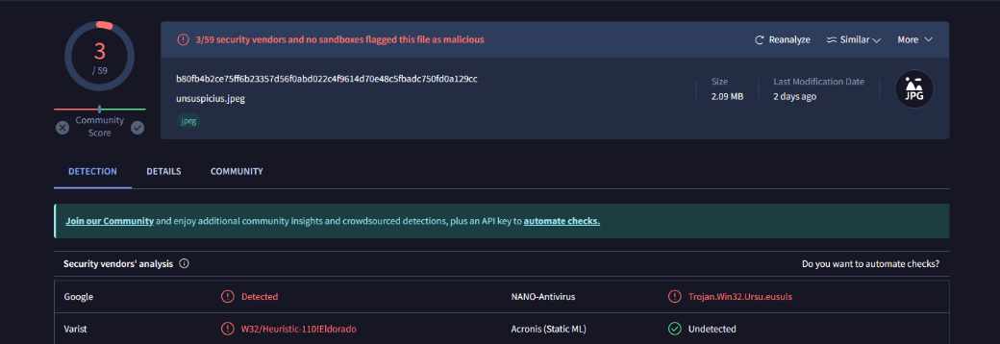 3
/ 59
Community
Score
3/59 security vendors and no sandboxes flagged this file as malicious
Reanalyze Similar More
b80fb4b2ce75ff6b23357d56f0abd022c4f9614d70e48c5fbadc750fd0a129cc
unsuspicius.jpeg
jpeg
Size
2.09 MB
Last Modification Date
2 days ago
JPG
DETECTION DETAILS COMMUNITY
Join our Community and enjoy additional community insights and crowdsourced detections, plus an API key to automate checks.
Security vendors' analysis Do you want to automate checks?
Google Detected NANO-Antivirus Trojan.Win32.Ursu.eusuls
Varist W32/Heuristic-110!Eldorado Acronis (Static ML) Undetected